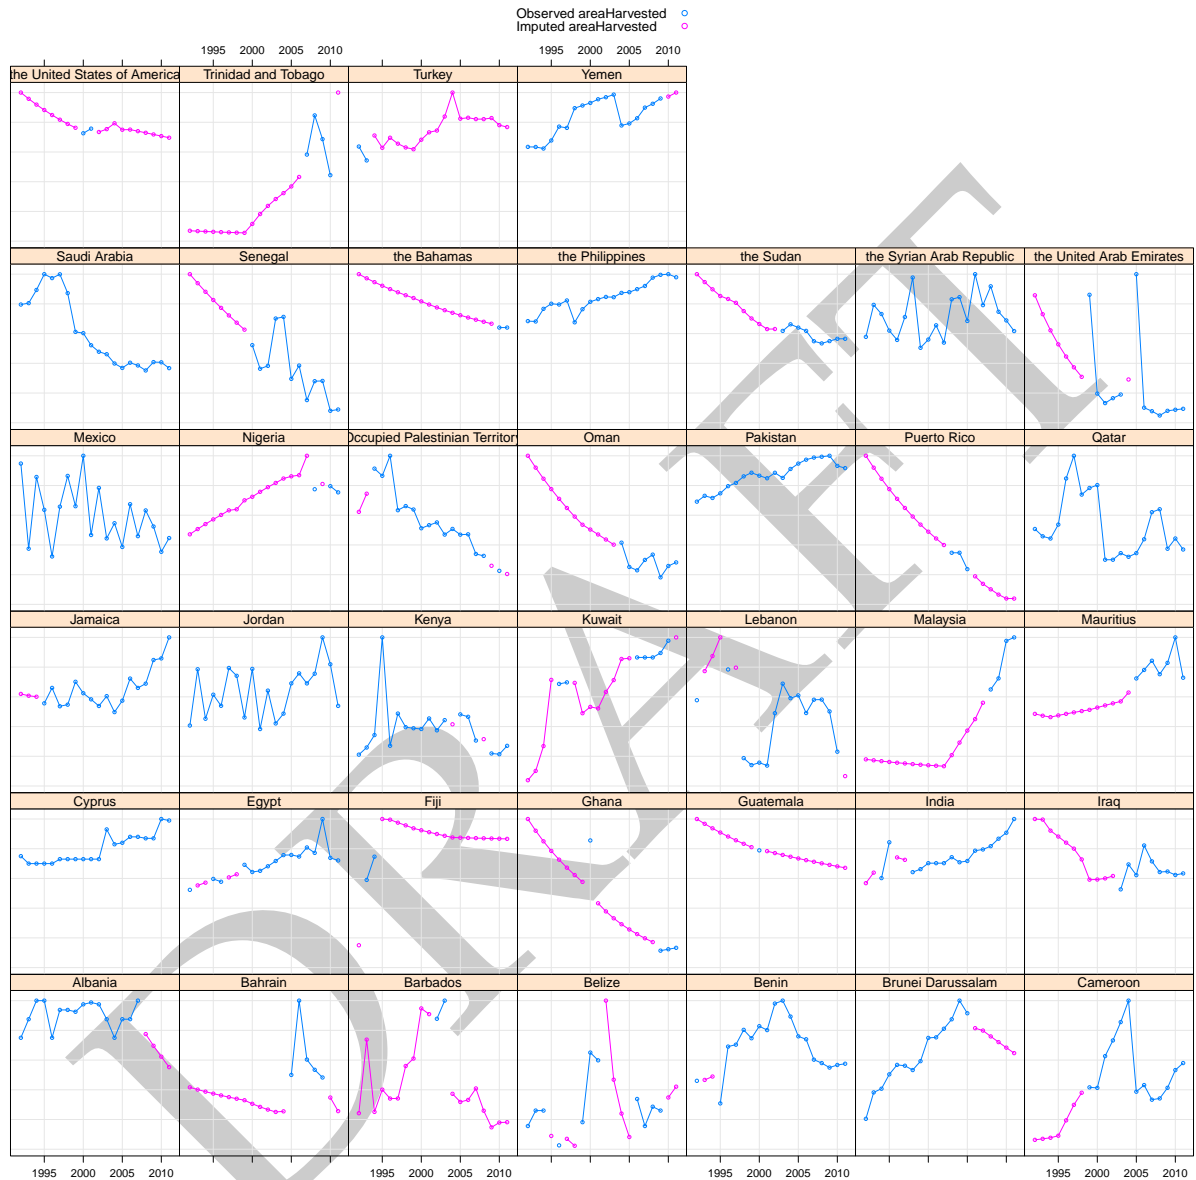 Observed areaHarvested
Imputed areaHarvested
1995 2000 2005 2010 1995 2000 2005 2010
the United States of America Trinidad and Tobago Turkey Yemen
Saudi Arabia Senegal the Bahamas the Philippines the Sudan the Syrian Arab Republic the United Arab Emirates
Mexico Nigeria Occupied Palestinian Territory Oman Pakistan Puerto Rico Qatar
Jamaica Jordan Kenya Kuwait Lebanon Malaysia Mauritius
Cyprus Egypt Fiji Ghana Guatemala India Iraq
Albania Bahrain Barbados Belize Benin Brunei Darussalam Cameroon
1995 2000 2005 2010 1995 2000 2005 2010 1995 2000 2005 2010 1995 2000 2005 2010
DRAFT